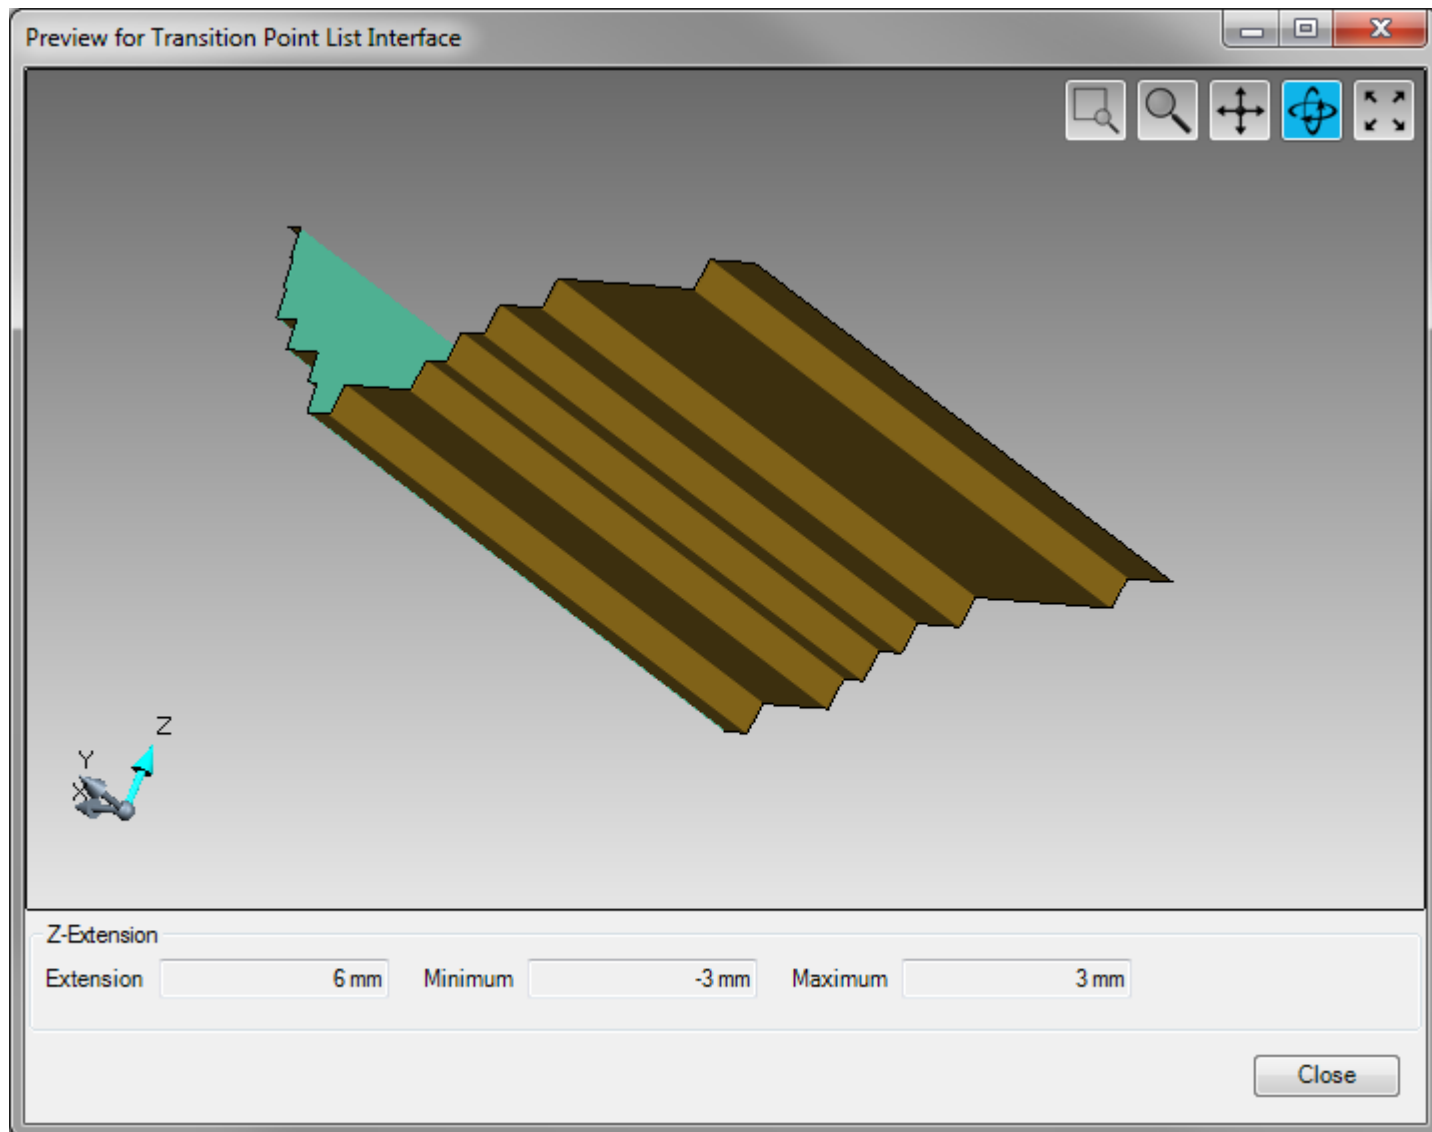 Preview for Transition Point List Interface
Z
Y
X
Z-Extension
Extension 6 mm Minimum -3 mm Maximum 3 mm
Close